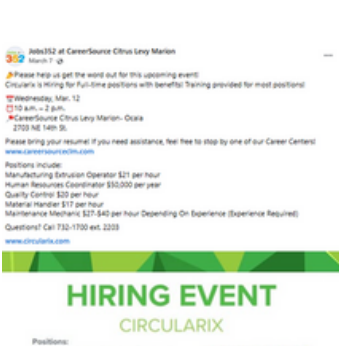 Jobs352 at CareerSource Citrus Levy Marion
March 7
352
Please help us get the word out for this upcoming event!
Circularix is Hiring for Full-time positions with benefits! Training provided for most positions!
Wednesday, Mar. 12
10 a.m. – 2 p.m.
CareerSource Citrus Levy Marion- Ocala
2703 NE 14th St.
Please bring your resume! If you need assistance, feel free to stop by one of our Career Centers!
www.careersourceclm.com
Positions include:
Manufacturing Extrusion Operator $21 per hour
Human Resources Coordinator $50,000 per year
Quality Control $20 per hour
Material Handler $17 per hour
Maintenance Mechanic $27-$40 per hour Depending On Experience (Experience Required)
Questions? Call 732-1700 ext. 2203
www.circularix.com
HIRING EVENT
CIRCULARIX
Positions: